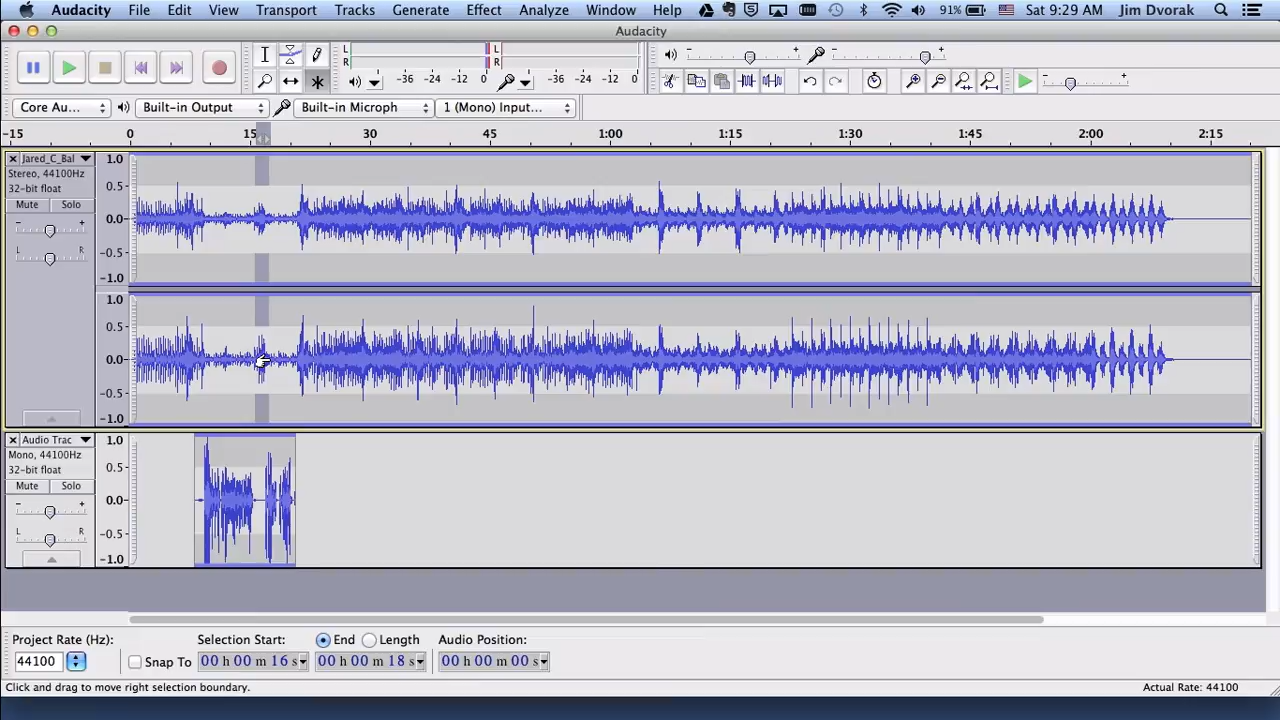 Audacity File Edit View Transport Tracks Generate Effect Analyze Window Help 91% Sat 9:29 AM Jim Dvorak
Audacity
L
R
-36 -24 -12 0
L
R
-36 -24 -12 0
Core Au... Built-in Output Built-in Microph 1 (Mono) Input...
-15 0 15 30 45 1:00 1:15 1:30 1:45 2:00 2:15
Jared_C_Bal
Stereo, 44100Hz
32-bit float
Mute Solo
- +
L R
1.0
0.5
0.0
-0.5
-1.0
1.0
0.5
0.0
-0.5
-1.0
Audio Trac
Mono, 44100Hz
32-bit float
Mute Solo
- +
L R
1.0
0.5
0.0
-0.5
-1.0
Project Rate (Hz): Selection Start: End Length Audio Position:
44100 Snap To 00 h 00 m 16 s 00 h 00 m 18 s 00 h 00 m 00 s
Click and drag to move right selection boundary. Actual Rate: 44100